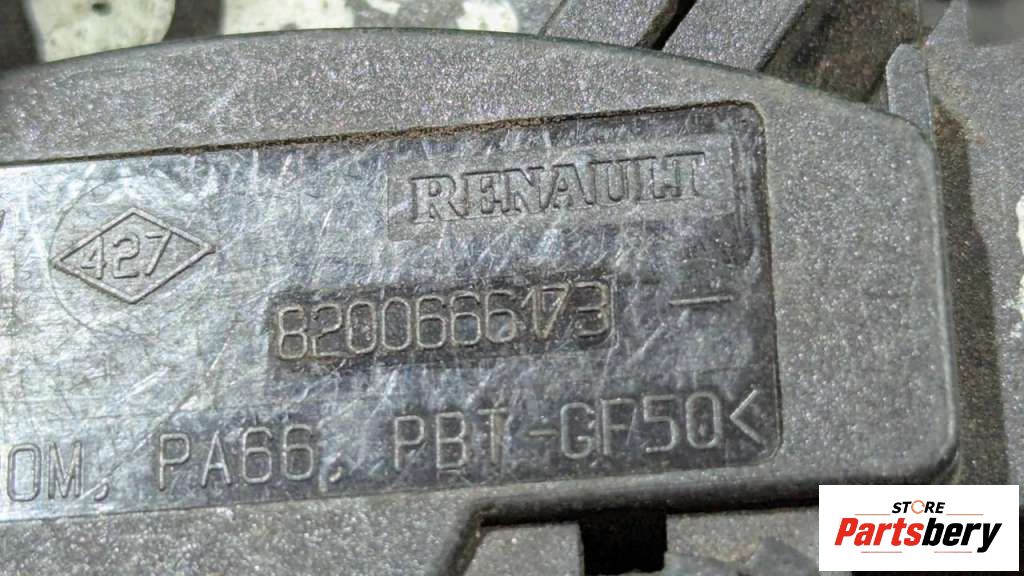 RENAULT
427
8200666173 —
OM, PA66, PBT-GF50<
STORE
Partsbery